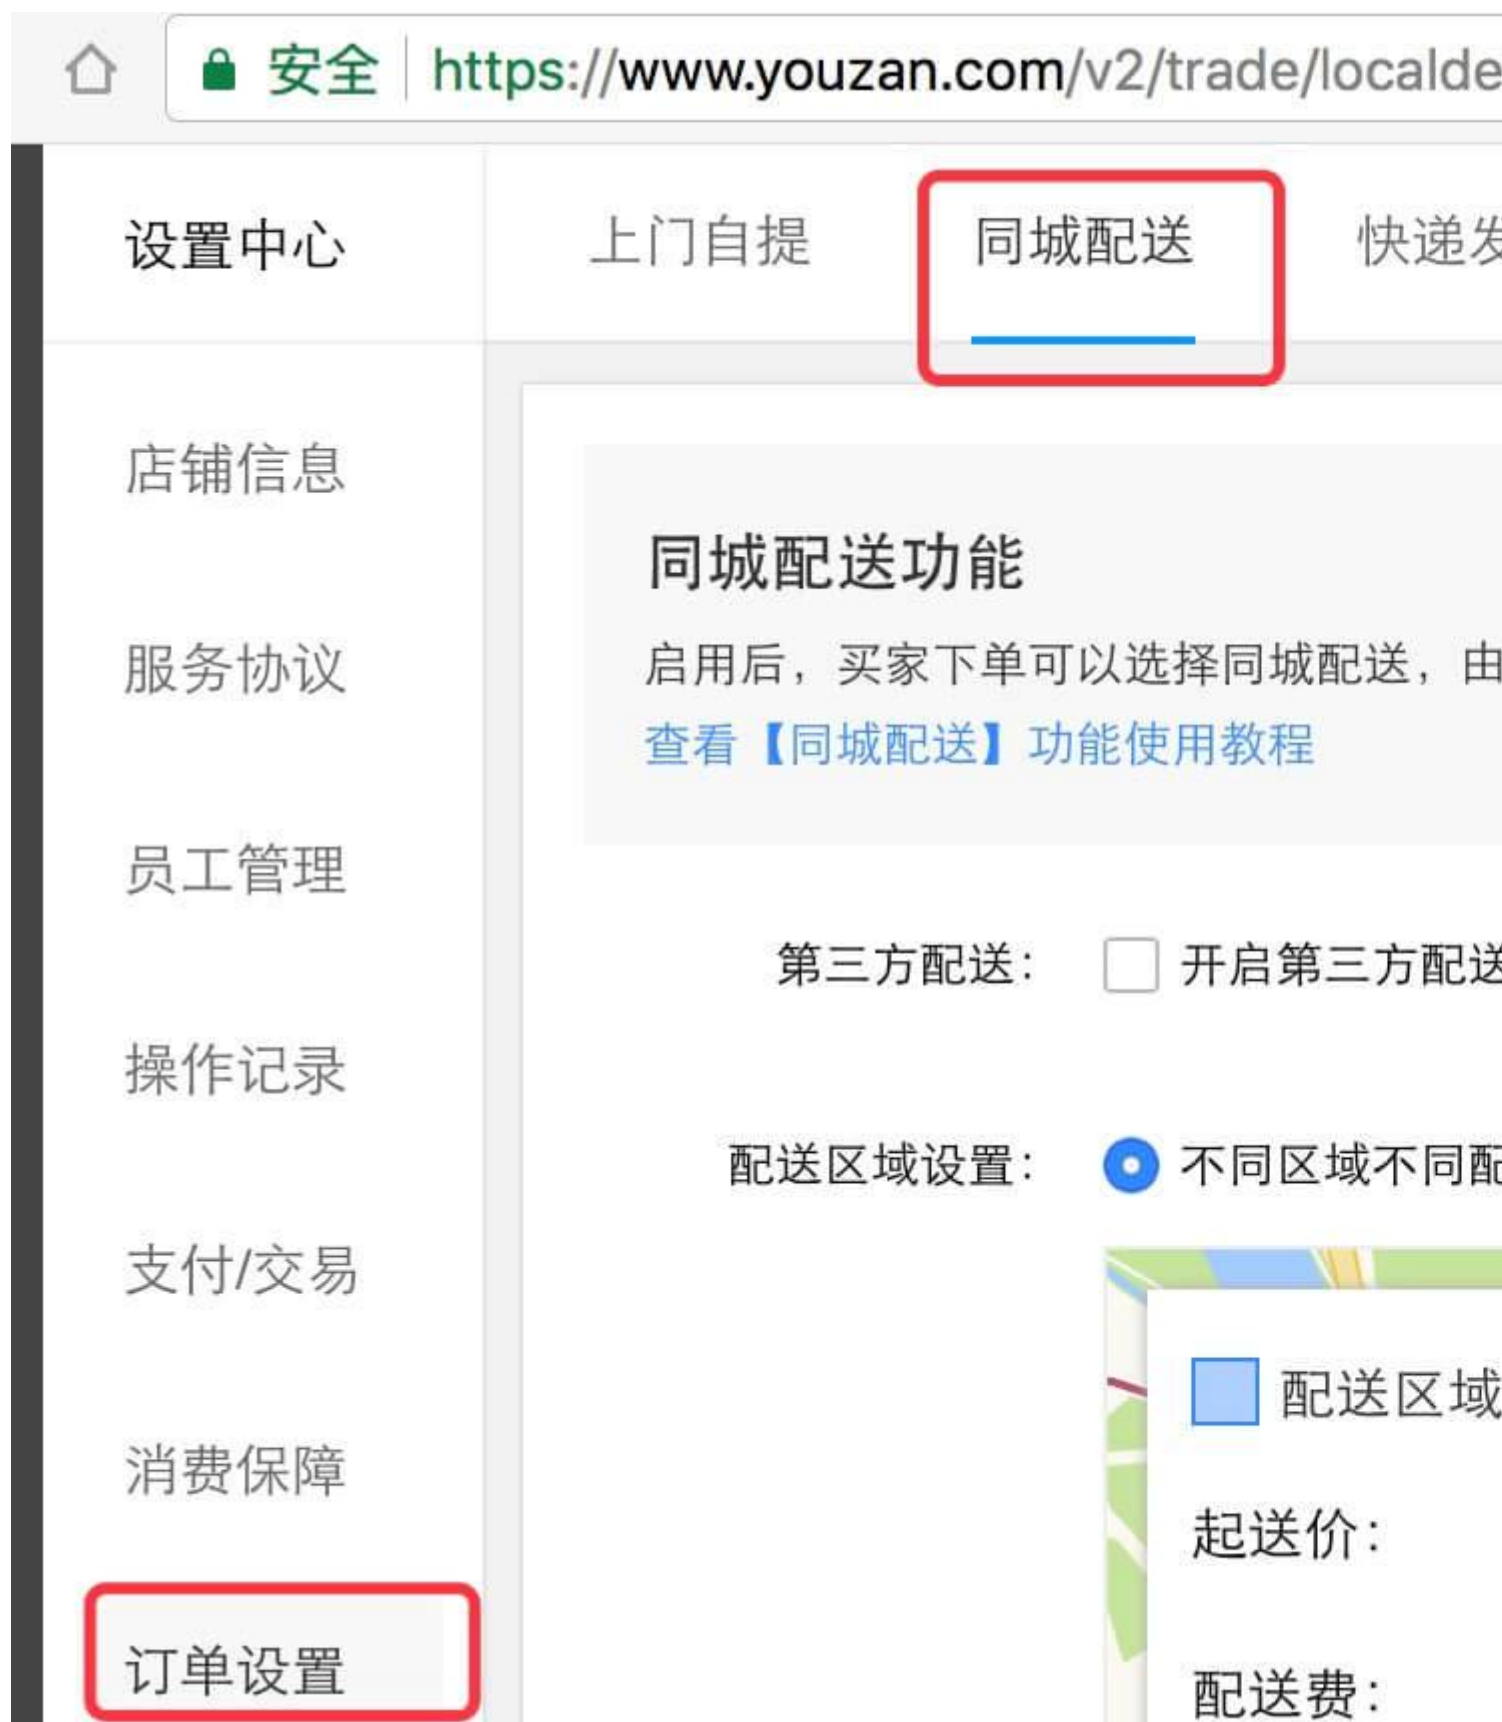 安全 https://www.youzan.com/v2/trade/localde
设置中心
上门自提 同城配送 快递发
店铺信息
服务协议
员工管理
操作记录
支付/交易
消费保障
订单设置
同城配送功能
启用后，买家下单可以选择同城配送，由
查看【同城配送】功能使用教程
第三方配送： 开启第三方配送
配送区域设置： 不同区域不同配
配送区域
起送价：
配送费：